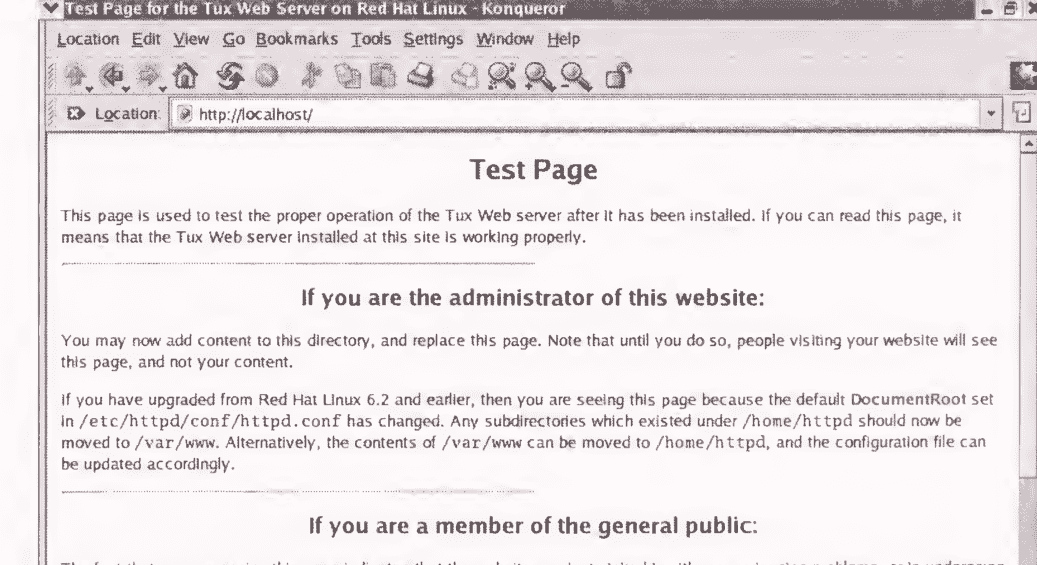 Test Page for the Tux Web Server on Red Hat Linux - Konqueror
Location Edit View Go Bookmarks Tools Settings Window Help
Location: http://localhost/
Test Page
This page is used to test the proper operation of the Tux Web server after it has been installed. If you can read this page, it
means that the Tux Web server installed at this site is working properly.
If you are the administrator of this website:
You may now add content to this directory, and replace this page. Note that until you do so, people visiting your website will see
this page, and not your content.
If you have upgraded from Red Hat Linux 6.2 and earlier, then you are seeing this page because the default DocumentRoot set
in /etc/httpd/conf/httpd.conf has changed. Any subdirectories which existed under /home/httpd should now be
moved to /var/www. Alternatively, the contents of /var/www can be moved to /home/httpd, and the configuration file can
be updated accordingly.
If you are a member of the general public: